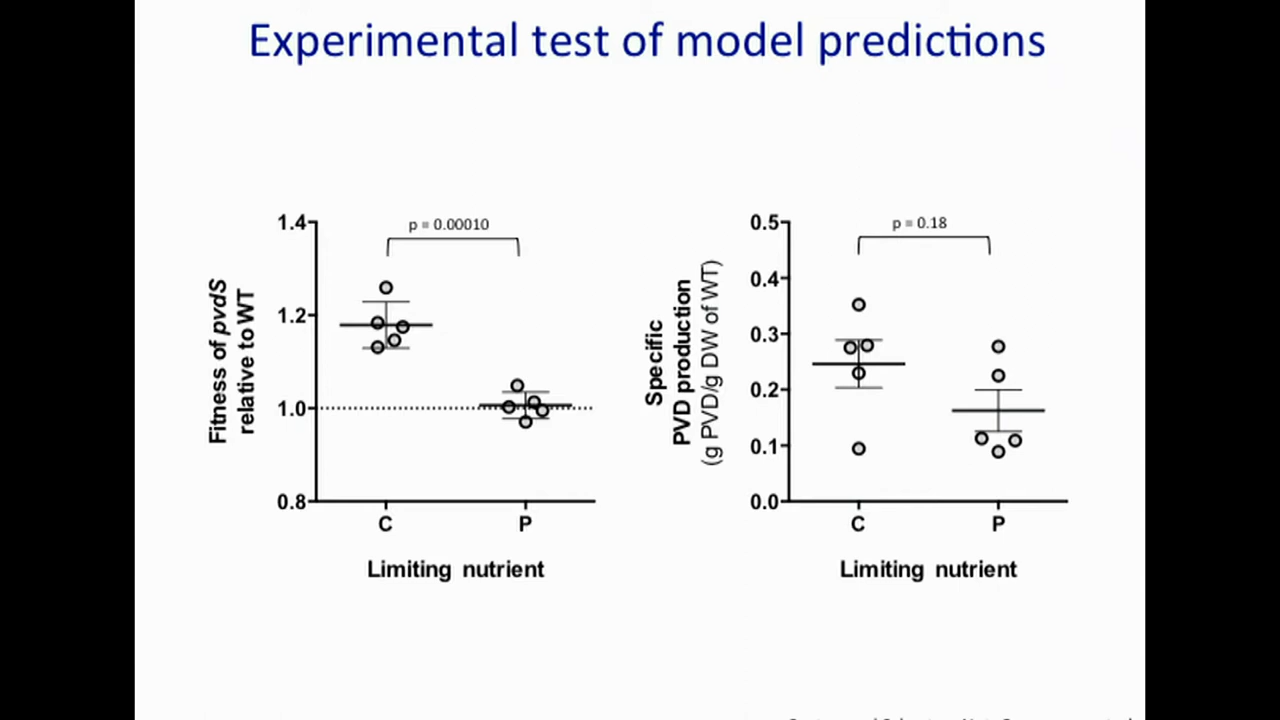 Experimental test of model predictions
p = 0.00010
1.4
1.2
1.0
0.8
Fitness of pvdS
relative to WT
C P
Limiting nutrient
p = 0.18
0.5
0.4
0.3
0.2
0.1
0.0
Specific
PVD production
(g PVD/g DW of WT)
C P
Limiting nutrient